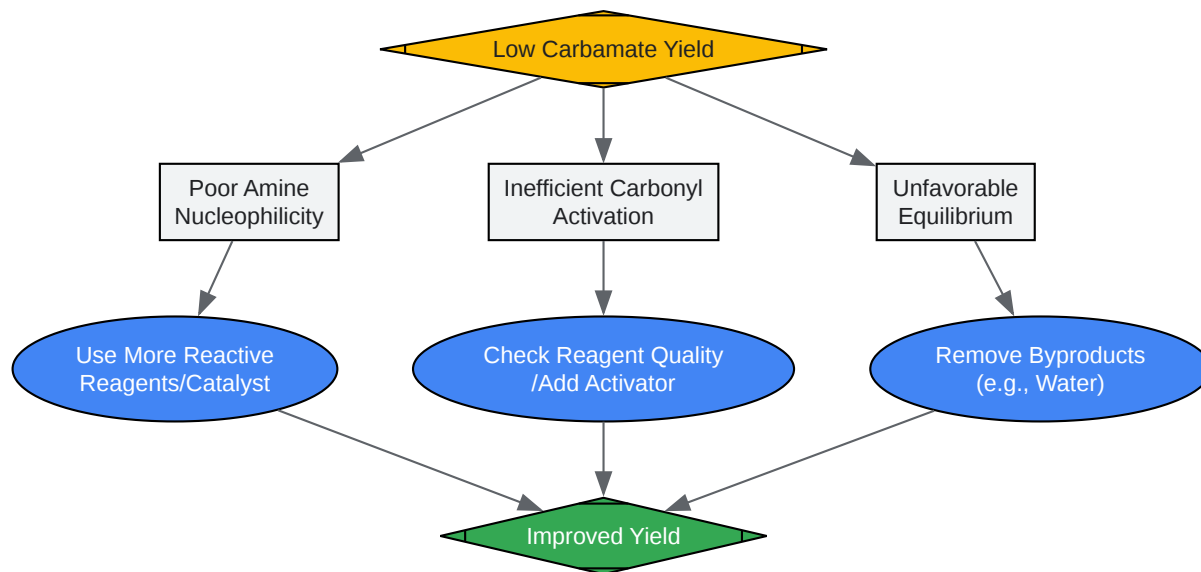 Low Carbamate Yield
Poor Amine
Nucleophilicity
Inefficient Carbonyl
Activation
Unfavorable
Equilibrium
Use More Reactive
Reagents/Catalyst
Check Reagent Quality
/Add Activator
Remove Byproducts
(e.g., Water)
Improved Yield